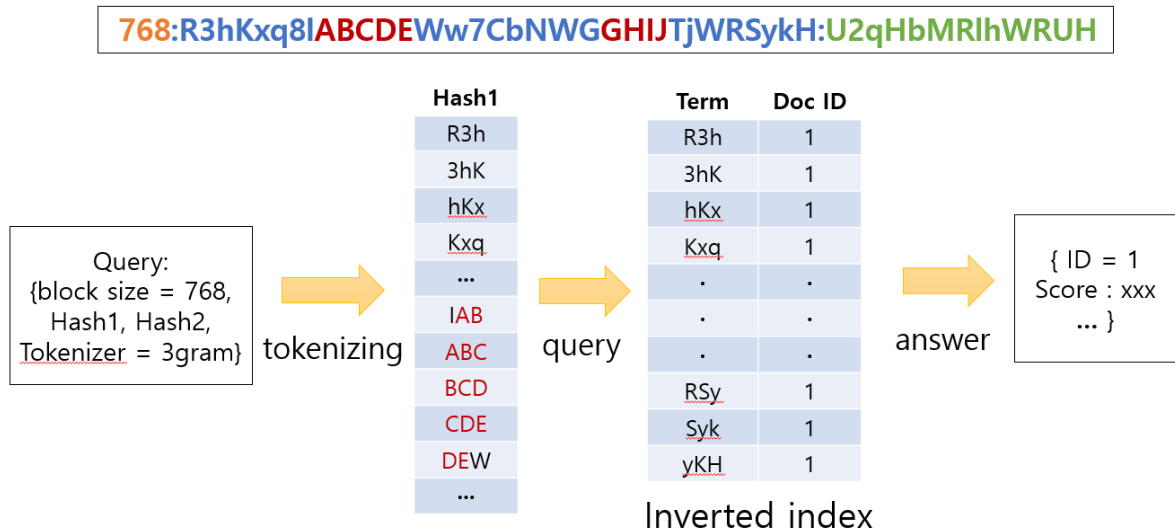 768:R3hKxq8lABCDEWw7CbNWGGHIJTjWRSykH:U2qHbMRlhWRUH
Hash1
R3h
3hK
hKx
Kxq
...
IAB
ABC
BCD
CDE
DEW
...
Term Doc ID
R3h 1
3hK 1
hKx 1
Kxq 1
. .
. .
. .
RSy 1
Syk 1
yKH 1
Inverted index
Query:
{block size = 768,
Hash1, Hash2,
Tokenizer = 3gram}
tokenizing
query
answer
{ ID = 1
Score : xxx
... }